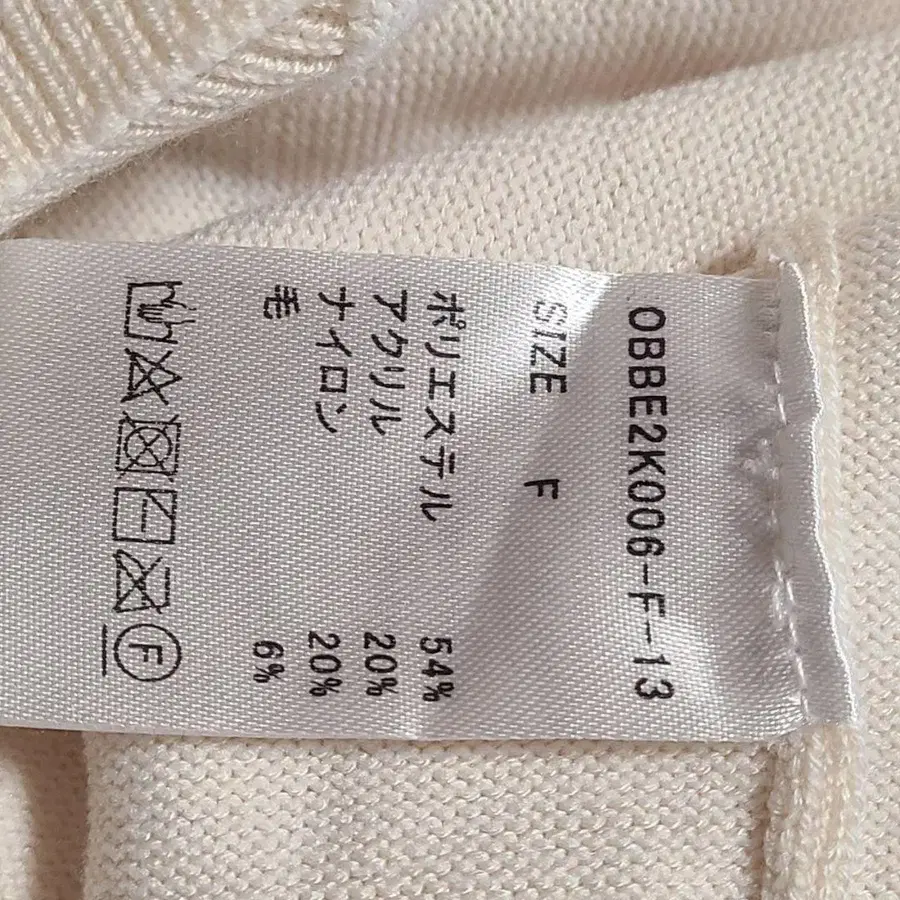 OBBE2K006-F-13
SIZE F
ポリエステル 54%
アクリル 20%
ナイロン 20%
毛 6%
F